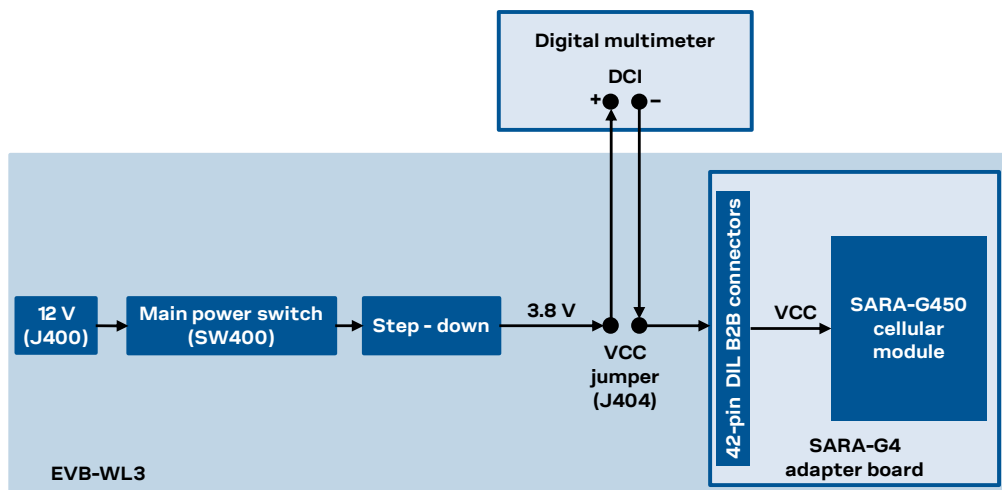 Digital multimeter
DCI
+ −
12 V
(J400)
Main power switch
(SW400)
Step - down
3.8 V
VCC
jumper
(J404)
42-pin DIL B2B connectors
VCC
SARA-G450
cellular
module
SARA-G4
adapter board
EVB-WL3